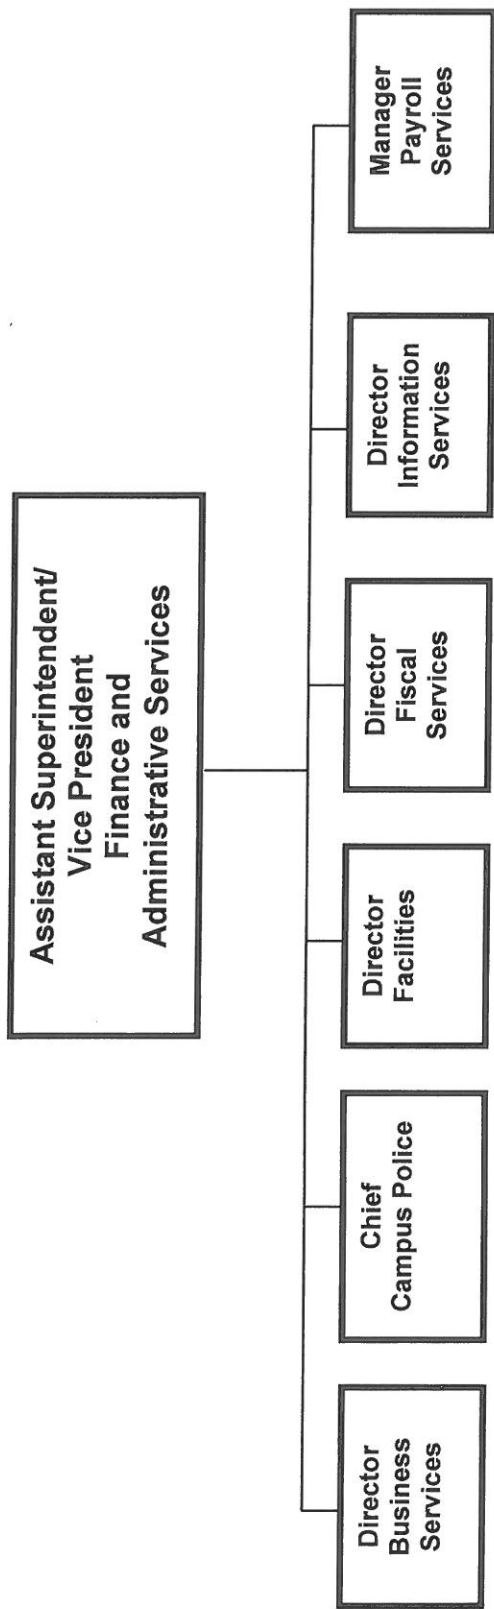 Assistant Superintendent/
Vice President
Finance and
Administrative Services
Director
Business
Services
Chief
Campus Police
Director
Facilities
Director
Fiscal
Services
Director
Information
Services
Manager
Payroll
Services